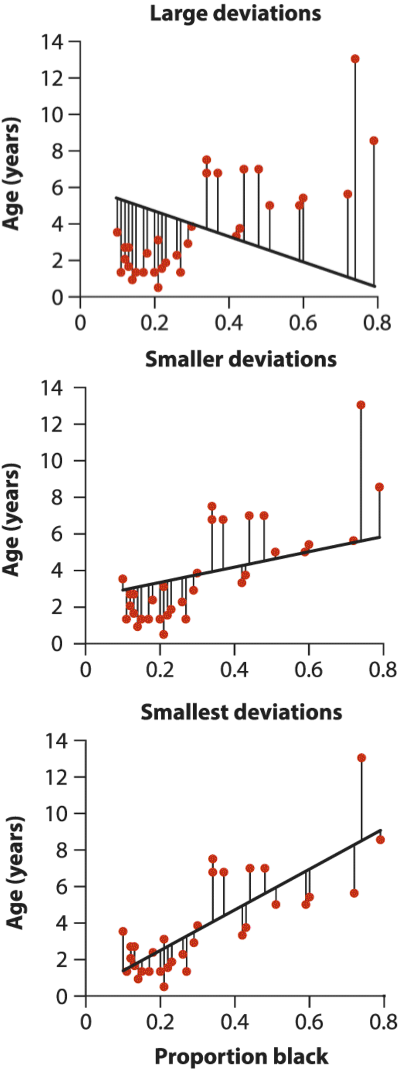 Large deviations
14
12
10
8
6
4
2
0
Age (years)
0 0.2 0.4 0.6 0.8
Smaller deviations
14
12
10
8
6
4
2
0
Age (years)
0 0.2 0.4 0.6 0.8
Smallest deviations
14
12
10
8
6
4
2
0
Age (years)
0 0.2 0.4 0.6 0.8
Proportion black